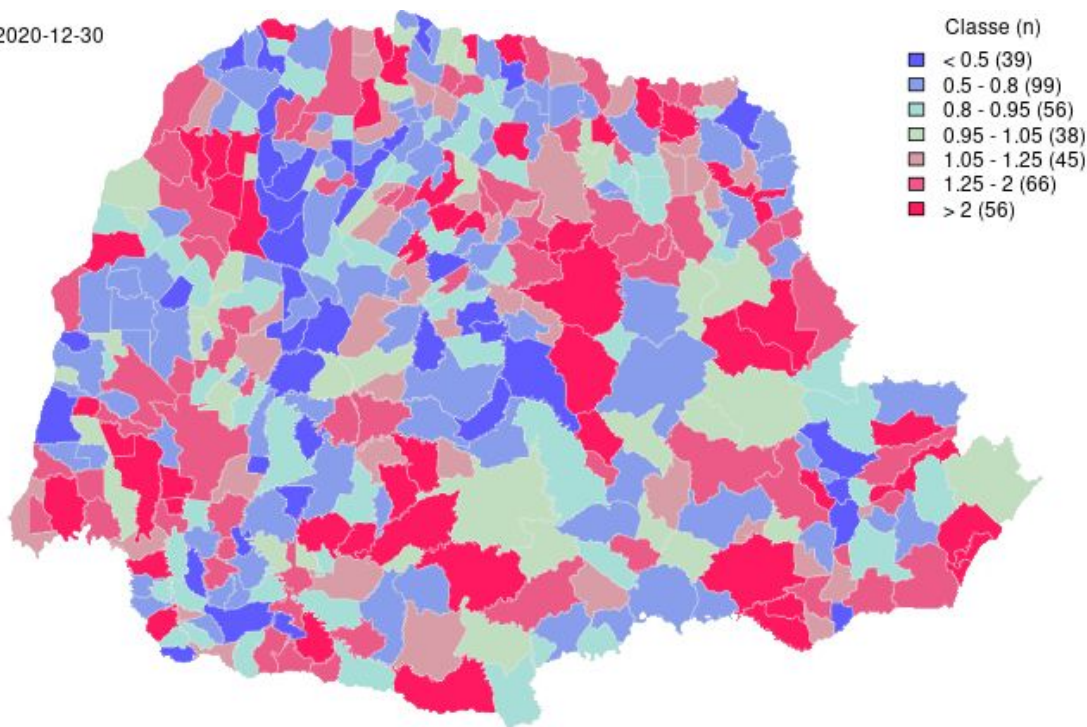 2020-12-30
Classe (n)
< 0.5 (39)
0.5 - 0.8 (99)
0.8 - 0.95 (56)
0.95 - 1.05 (38)
1.05 - 1.25 (45)
1.25 - 2 (66)
> 2 (56)